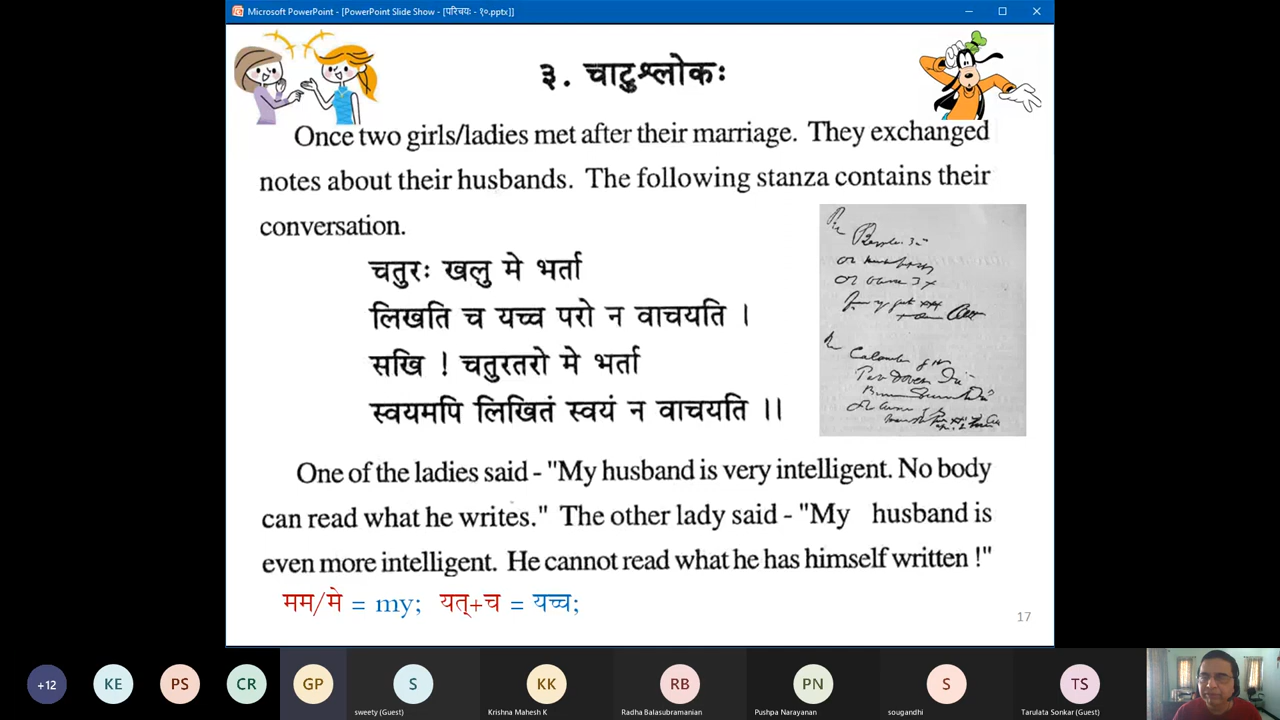 Microsoft PowerPoint - [PowerPoint Slide Show - [परिचयः - १०.pptx]]
३. चाटुश्लोकः
Once two girls/ladies met after their marriage. They exchanged
notes about their husbands. The following stanza contains their
conversation.
चतुरः खलु मे भर्ता
लिखति च यच्च परो न वाचयति ।
सखि ! चतुरतरो मे भर्ता
स्वयमपि लिखितं स्वयं न वाचयति ।।
One of the ladies said - "My husband is very intelligent. No body
can read what he writes." The other lady said - "My husband is
even more intelligent. He cannot read what he has himself written !"
मम/मे = my; यत्+च = यच्च;
17
+12 KE PS CR GP S KK RB PN S TS
sweety (Guest) Krishna Mahesh K Radha Balasubramanian Pushpa Narayanan sougandhi Tarulata Sonkar (Guest)